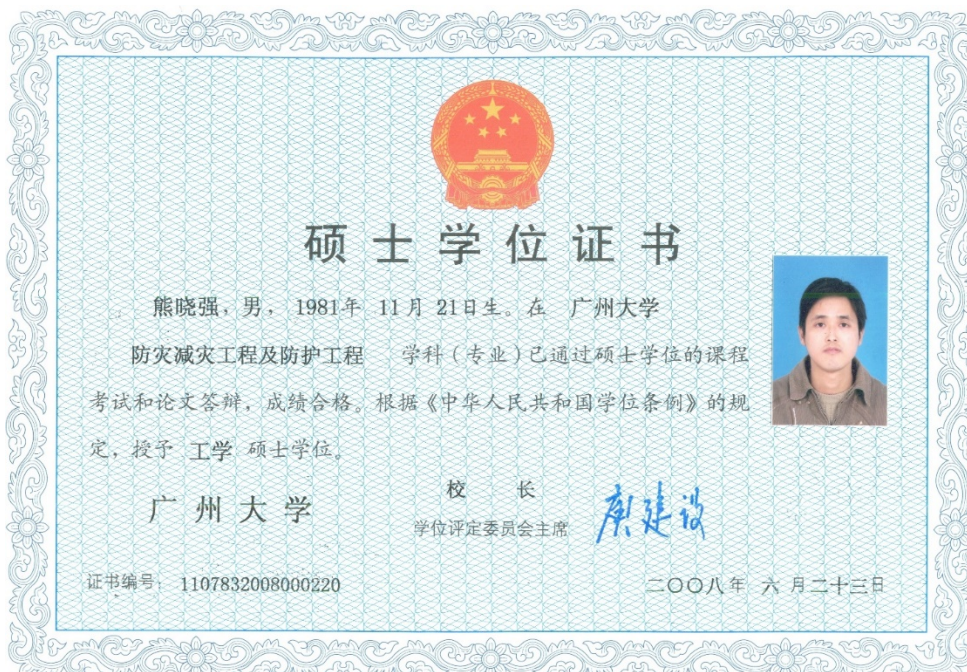 硕士学位证书
熊晓强，男，1981年 11月 21日生。在 广州大学
防灾减灾工程及防护工程 学科（专业）已通过硕士学位的课程
考试和论文答辩，成绩合格。根据《中华人民共和国学位条例》的规
定，授予 工学 硕士学位。
广州大学
校 长
学位评定委员会主席
庾建设
证书编号：1107832008000220
二〇〇八年 六 月二十三日